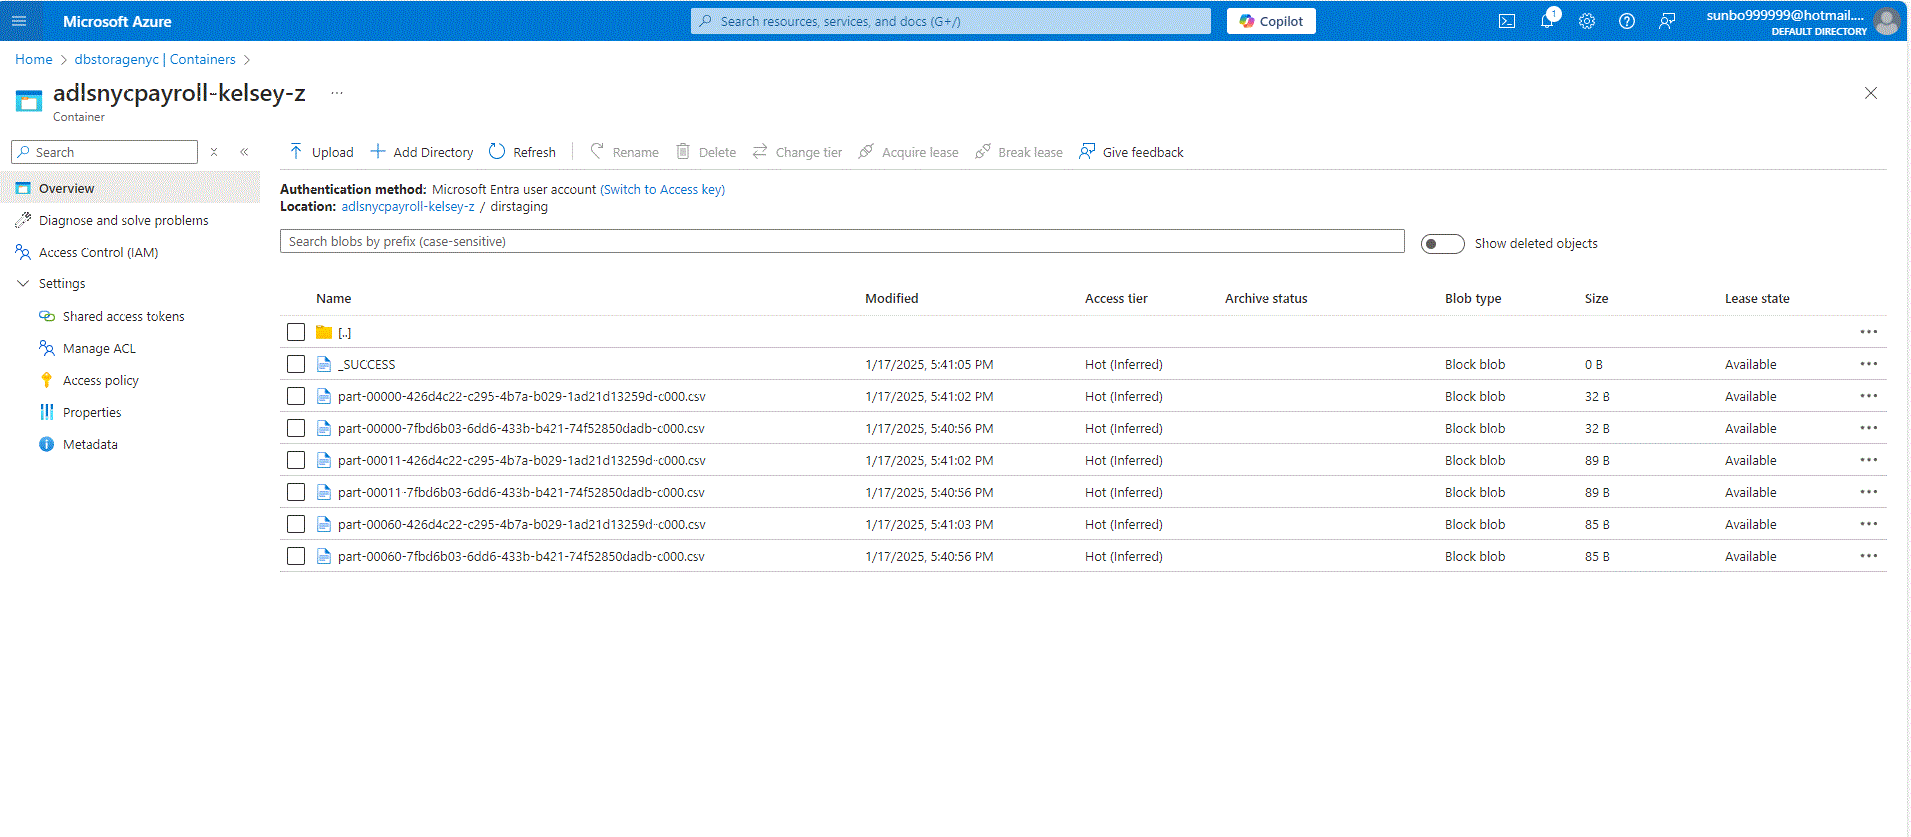 Microsoft Azure
Search resources, services, and docs (G+/)
Copilot
1
sunbo999999@hotmail....
DEFAULT DIRECTORY
Home > dbstoragenyc | Containers >
adlsnycpayroll-kelsey-z ...
Container
Search
Overview
Diagnose and solve problems
Access Control (IAM)
Settings
Shared access tokens
Manage ACL
Access policy
Properties
Metadata
Upload Add Directory Refresh Rename Delete Change tier Acquire lease Break lease Give feedback
Authentication method: Microsoft Entra user account (Switch to Access key)
Location: adlsnycpayroll-kelsey-z / dirstaging
Search blobs by prefix (case-sensitive)
Show deleted objects
Name Modified Access tier Archive status Blob type Size Lease state
[..]
_SUCCESS 1/17/2025, 5:41:05 PM Hot (Inferred) Block blob 0 B Available
part-00000-426d4c22-c295-4b7a-b029-1ad21d13259d-c000.csv 1/17/2025, 5:41:02 PM Hot (Inferred) Block blob 32 B Available
part-00000-7fbd6b03-6dd6-433b-b421-74f52850dadb-c000.csv 1/17/2025, 5:40:56 PM Hot (Inferred) Block blob 32 B Available
part-00011-426d4c22-c295-4b7a-b029-1ad21d13259d-c000.csv 1/17/2025, 5:41:02 PM Hot (Inferred) Block blob 89 B Available
part-00011-7fbd6b03-6dd6-433b-b421-74f52850dadb-c000.csv 1/17/2025, 5:40:56 PM Hot (Inferred) Block blob 89 B Available
part-00060-426d4c22-c295-4b7a-b029-1ad21d13259d-c000.csv 1/17/2025, 5:41:03 PM Hot (Inferred) Block blob 85 B Available
part-00060-7fbd6b03-6dd6-433b-b421-74f52850dadb-c000.csv 1/17/2025, 5:40:56 PM Hot (Inferred) Block blob 85 B Available